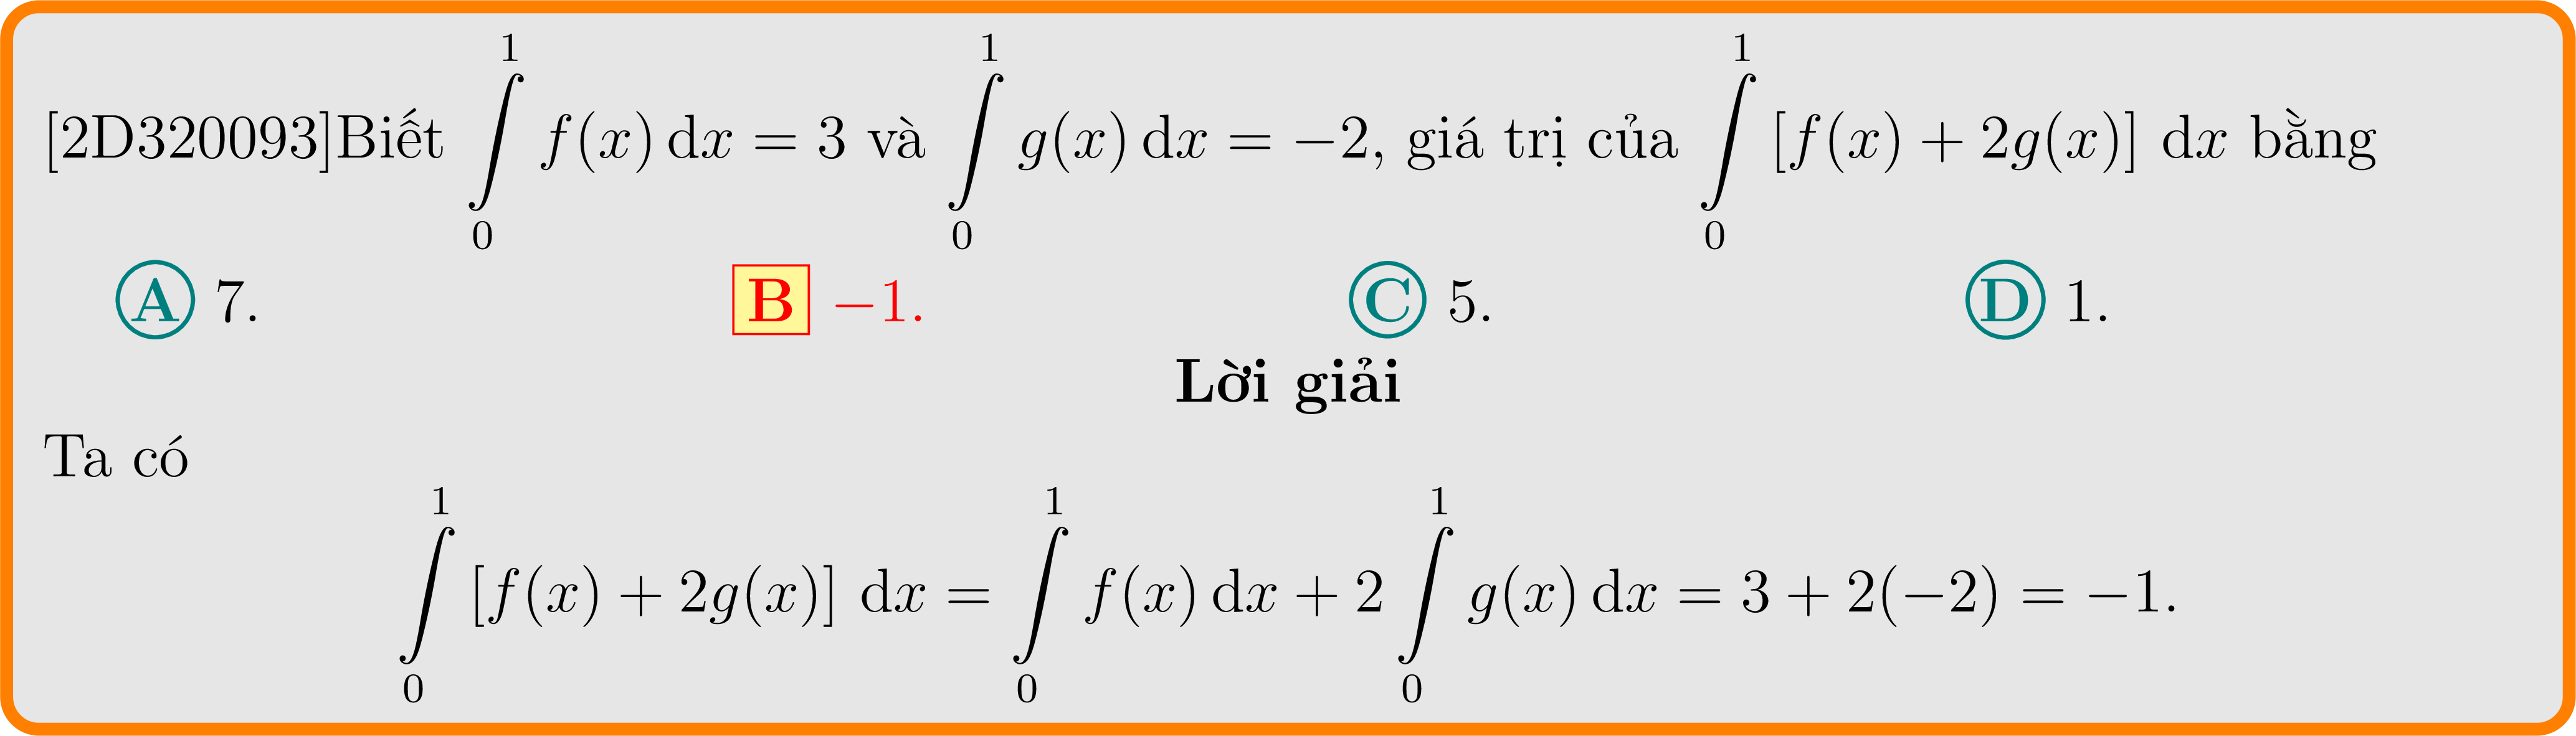 [2D320093]Biết $\int\limits_0^1 f(x)\,\mathrm{d}x = 3$ và $\int\limits_0^1 g(x)\,\mathrm{d}x = -2$, giá trị của $\int\limits_0^1 [f(x) + 2g(x)]\,\mathrm{d}x$ bằng
A 7. B −1. C 5. D 1.
Lời giải
Ta có
$\int\limits_0^1 [f(x) + 2g(x)]\,\mathrm{d}x = \int\limits_0^1 f(x)\,\mathrm{d}x + 2\int\limits_0^1 g(x)\,\mathrm{d}x = 3 + 2(-2) = -1.$